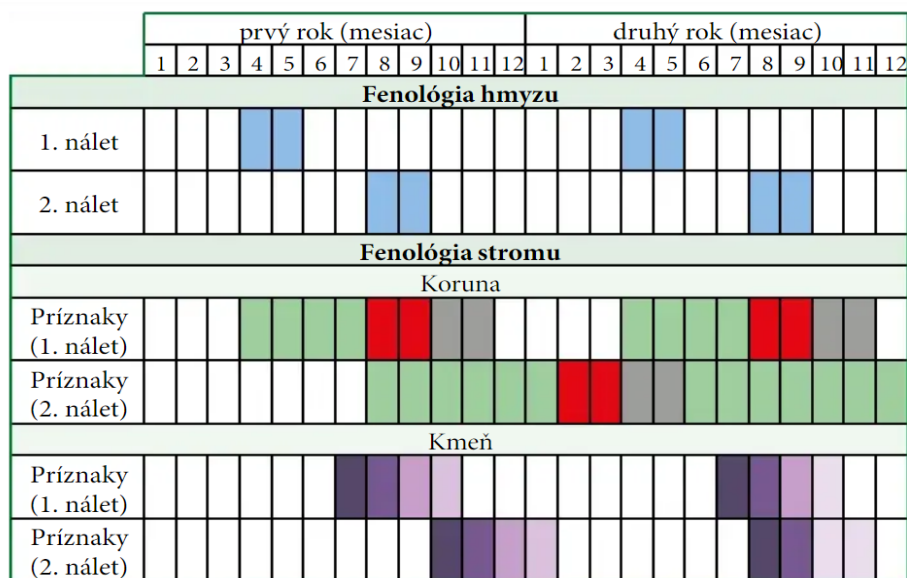 prvý rok (mesiac) druhý rok (mesiac)
1 2 3 4 5 6 7 8 9 10 11 12 1 2 3 4 5 6 7 8 9 10 11 12
Fenológia hmyzu
1. nálet
2. nálet
Fenológia stromu
Koruna
Príznaky
(1. nálet)
Príznaky
(2. nálet)
Kmeň
Príznaky
(1. nálet)
Príznaky
(2. nálet)